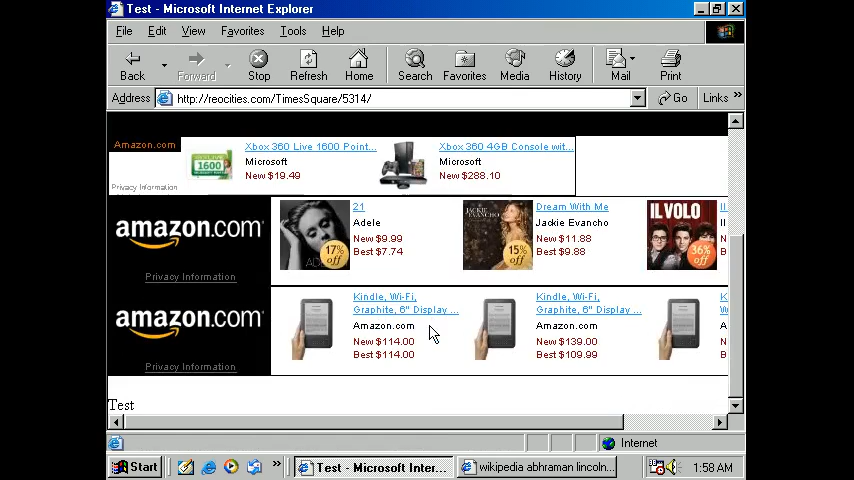 Test - Microsoft Internet Explorer
File Edit View Favorites Tools Help
Back Forward Stop Refresh Home Search Favorites Media History Mail Print
Address http://reocities.com/TimesSquare/5314/ Go Links »
Amazon.com
Privacy Information
1600
Xbox 360 Live 1600 Point...
Microsoft
New $19.49
Xbox 360 4GB Console wit...
Microsoft
New $288.10
amazon.com
Privacy Information
17% off
21
Adele
New $9.99
Best $7.74
JACKIE EVANCHO
15% off
Dream With Me
Jackie Evancho
New $11.88
Best $9.88
IL VOLO
36% off
amazon.com
Privacy Information
Kindle, Wi-Fi,
Graphite, 6" Display ...
Amazon.com
New $114.00
Best $114.00
Kindle, Wi-Fi,
Graphite, 6" Display ...
Amazon.com
New $139.00
Best $109.99
Test
Internet
Start » Test - Microsoft Inter... wikipedia abhraman lincoln... 1:58 AM